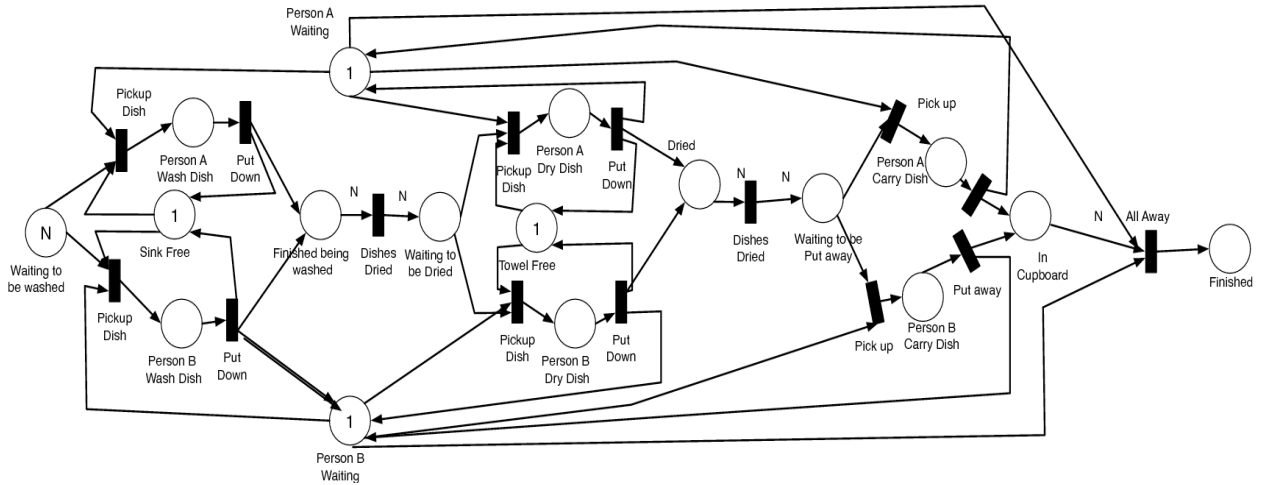 Person A
Waiting
1
Pickup
Dish
Person A
Wash Dish
Put
Down
N
Waiting to
be washed
1
Sink Free
Pickup
Dish
Person B
Wash Dish
Put
Down
Finished being
washed
N
N
Dishes
Dried
Waiting to
be Dried
Pickup
Dish
Person A
Dry Dish
Put
Down
1
Towel Free
Pickup
Dish
Person B
Dry Dish
Put
Down
Dried
N
N
Dishes
Dried
Waiting to be
Put away
Pick up
Person A
Carry Dish
Put away
Pick up
Person B
Carry Dish
In
Cupboard
N
All Away
Finished
1
Person B
Waiting